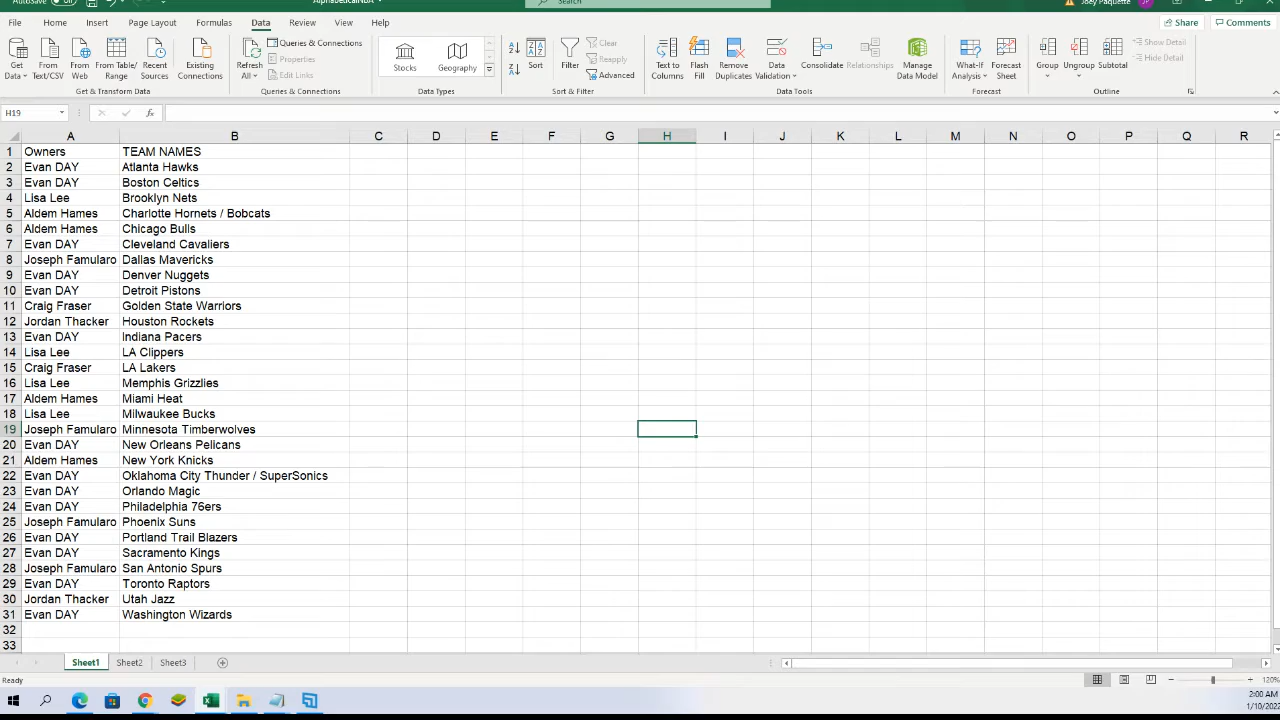 AutoSave Off AlphabeticalNBA Search Joey Paquette JP
File Home Insert Page Layout Formulas Data Review View Help Share Comments
Get Data From Text/CSV From Web From Table/Range Recent Sources Existing Connections
Get & Transform Data
Refresh All Queries & Connections Properties Edit Links
Queries & Connections
Stocks Geography
Data Types
Sort Filter Clear Reapply Advanced
Sort & Filter
Text to Columns Flash Fill Remove Duplicates Data Validation Consolidate Relationships Manage Data Model
Data Tools
What-If Analysis Forecast Sheet
Forecast
Group Ungroup Subtotal Show Detail Hide Detail
Outline
H19 fx
A B C D E F G H I J K L M N O P Q R
1 Owners TEAM NAMES
2 Evan DAY Atlanta Hawks
3 Evan DAY Boston Celtics
4 Lisa Lee Brooklyn Nets
5 Aldem Hames Charlotte Hornets / Bobcats
6 Aldem Hames Chicago Bulls
7 Evan DAY Cleveland Cavaliers
8 Joseph Famularo Dallas Mavericks
9 Evan DAY Denver Nuggets
10 Evan DAY Detroit Pistons
11 Craig Fraser Golden State Warriors
12 Jordan Thacker Houston Rockets
13 Evan DAY Indiana Pacers
14 Lisa Lee LA Clippers
15 Craig Fraser LA Lakers
16 Lisa Lee Memphis Grizzlies
17 Aldem Hames Miami Heat
18 Lisa Lee Milwaukee Bucks
19 Joseph Famularo Minnesota Timberwolves
20 Evan DAY New Orleans Pelicans
21 Aldem Hames New York Knicks
22 Evan DAY Oklahoma City Thunder / SuperSonics
23 Evan DAY Orlando Magic
24 Evan DAY Philadelphia 76ers
25 Joseph Famularo Phoenix Suns
26 Evan DAY Portland Trail Blazers
27 Evan DAY Sacramento Kings
28 Joseph Famularo San Antonio Spurs
29 Evan DAY Toronto Raptors
30 Jordan Thacker Utah Jazz
31 Evan DAY Washington Wizards
32
33
Sheet1 Sheet2 Sheet3
Ready 120%
2:00 AM
1/10/2022